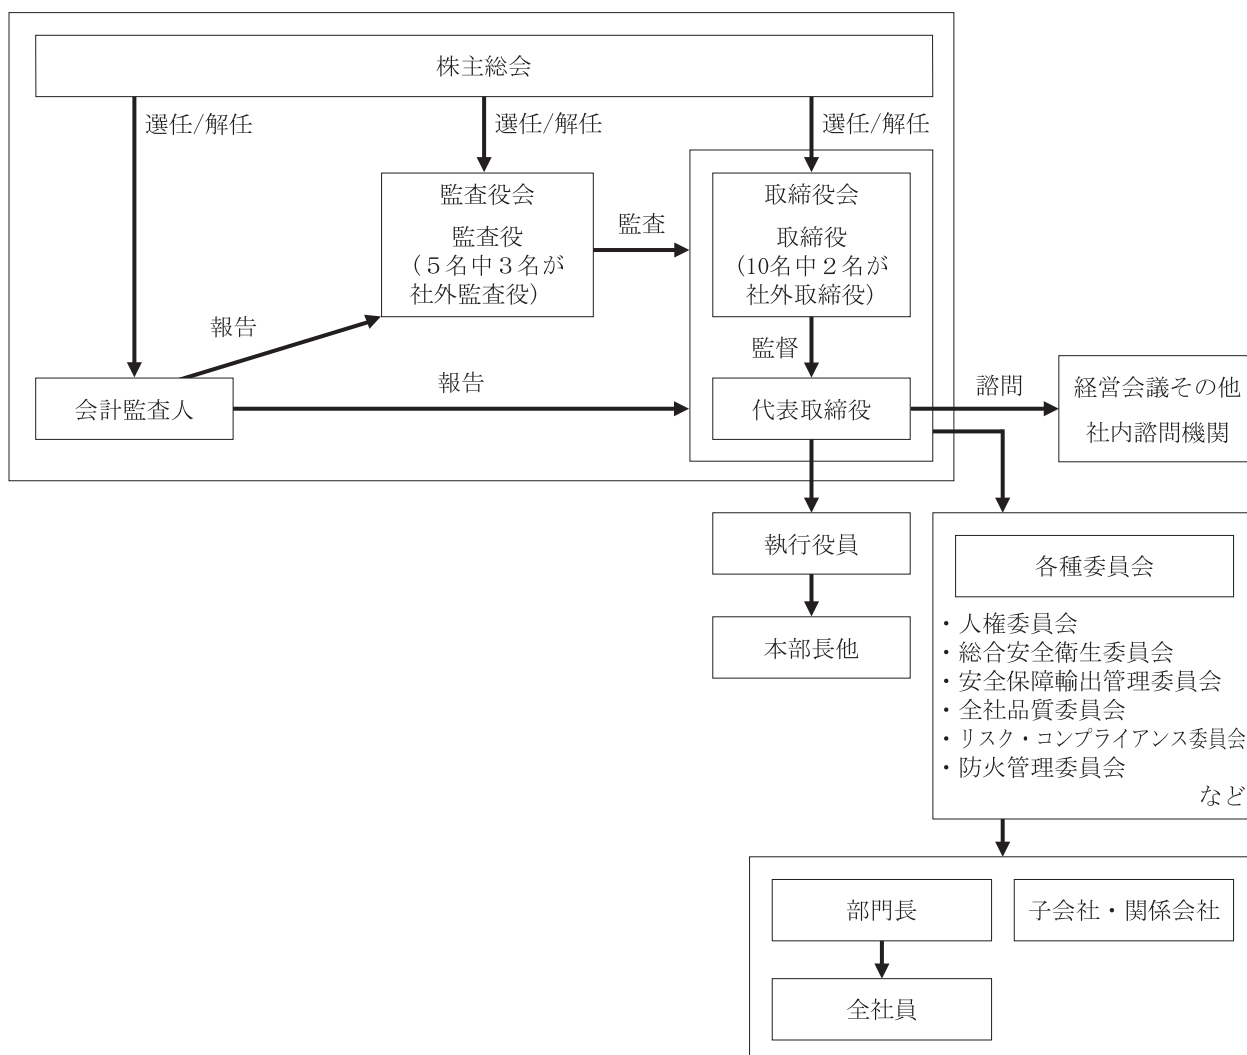 株主総会
選任/解任
選任/解任
選任/解任
監査役会
監査役
（５名中３名が
社外監査役）
監査
取締役会
取締役
（10名中２名が
社外取締役）
報告
監督
会計監査人
報告
代表取締役
諮問
経営会議その他
社内諮問機関
執行役員
本部長他
各種委員会
・人権委員会
・総合安全衛生委員会
・安全保障輸出管理委員会
・全社品質委員会
・リスク・コンプライアンス委員会
・防火管理委員会
など
部門長
子会社・関係会社
全社員